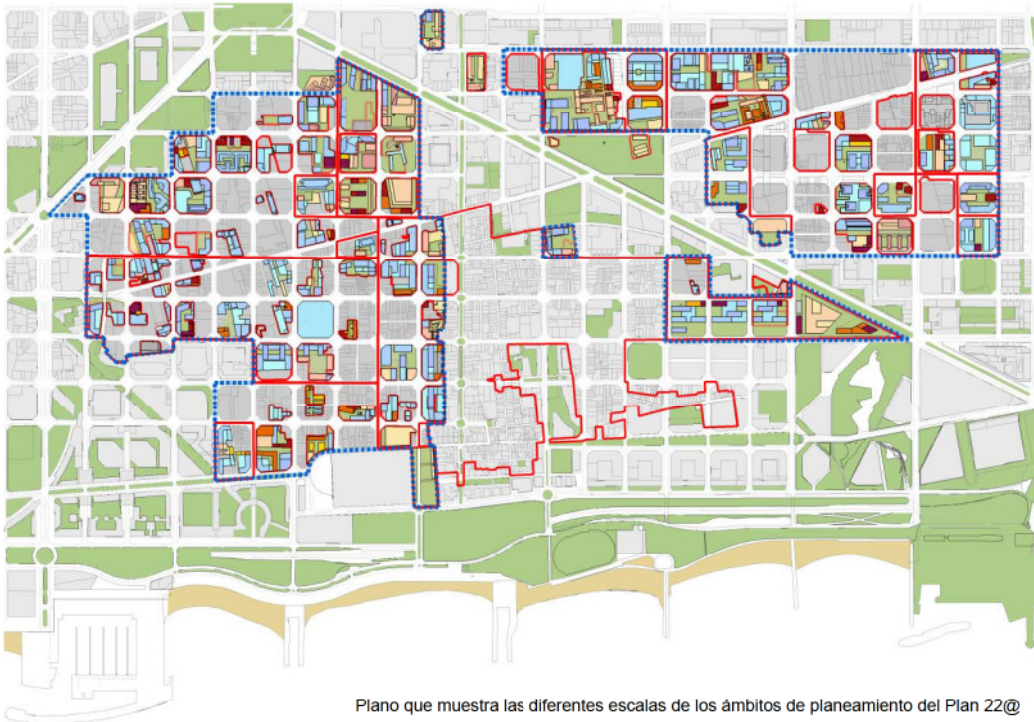 Plano que muestra las diferentes escalas de los ámbitos de planeamiento del Plan 22@